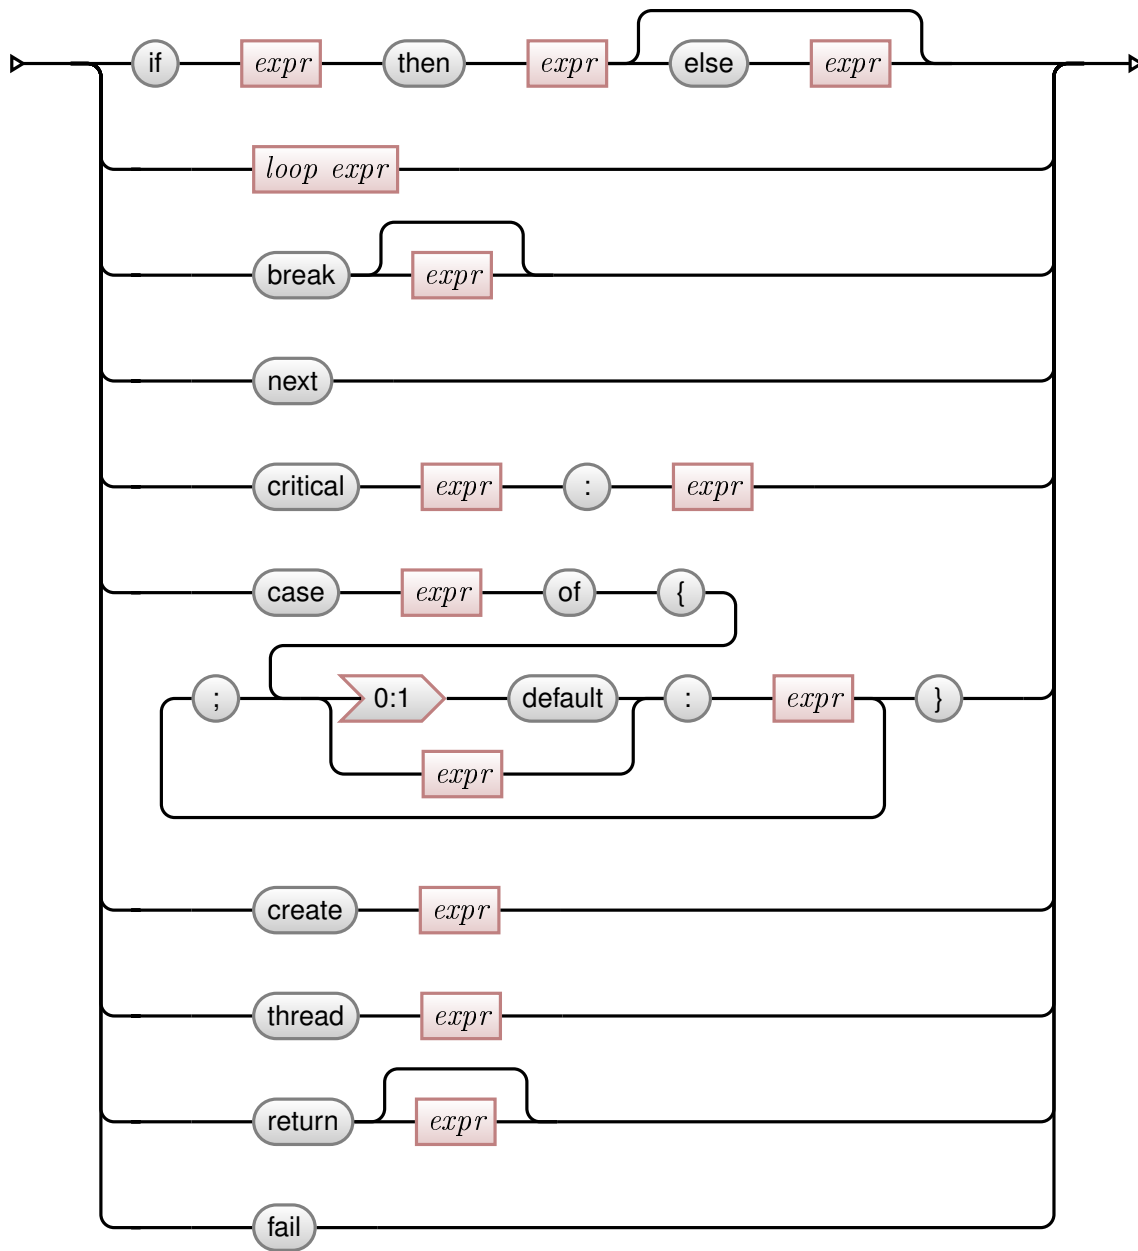 if expr then expr else expr
loop expr
break expr
next
critical expr : expr
case expr of {
; 0:1 default : expr }
expr
create expr
thread expr
return expr
fail